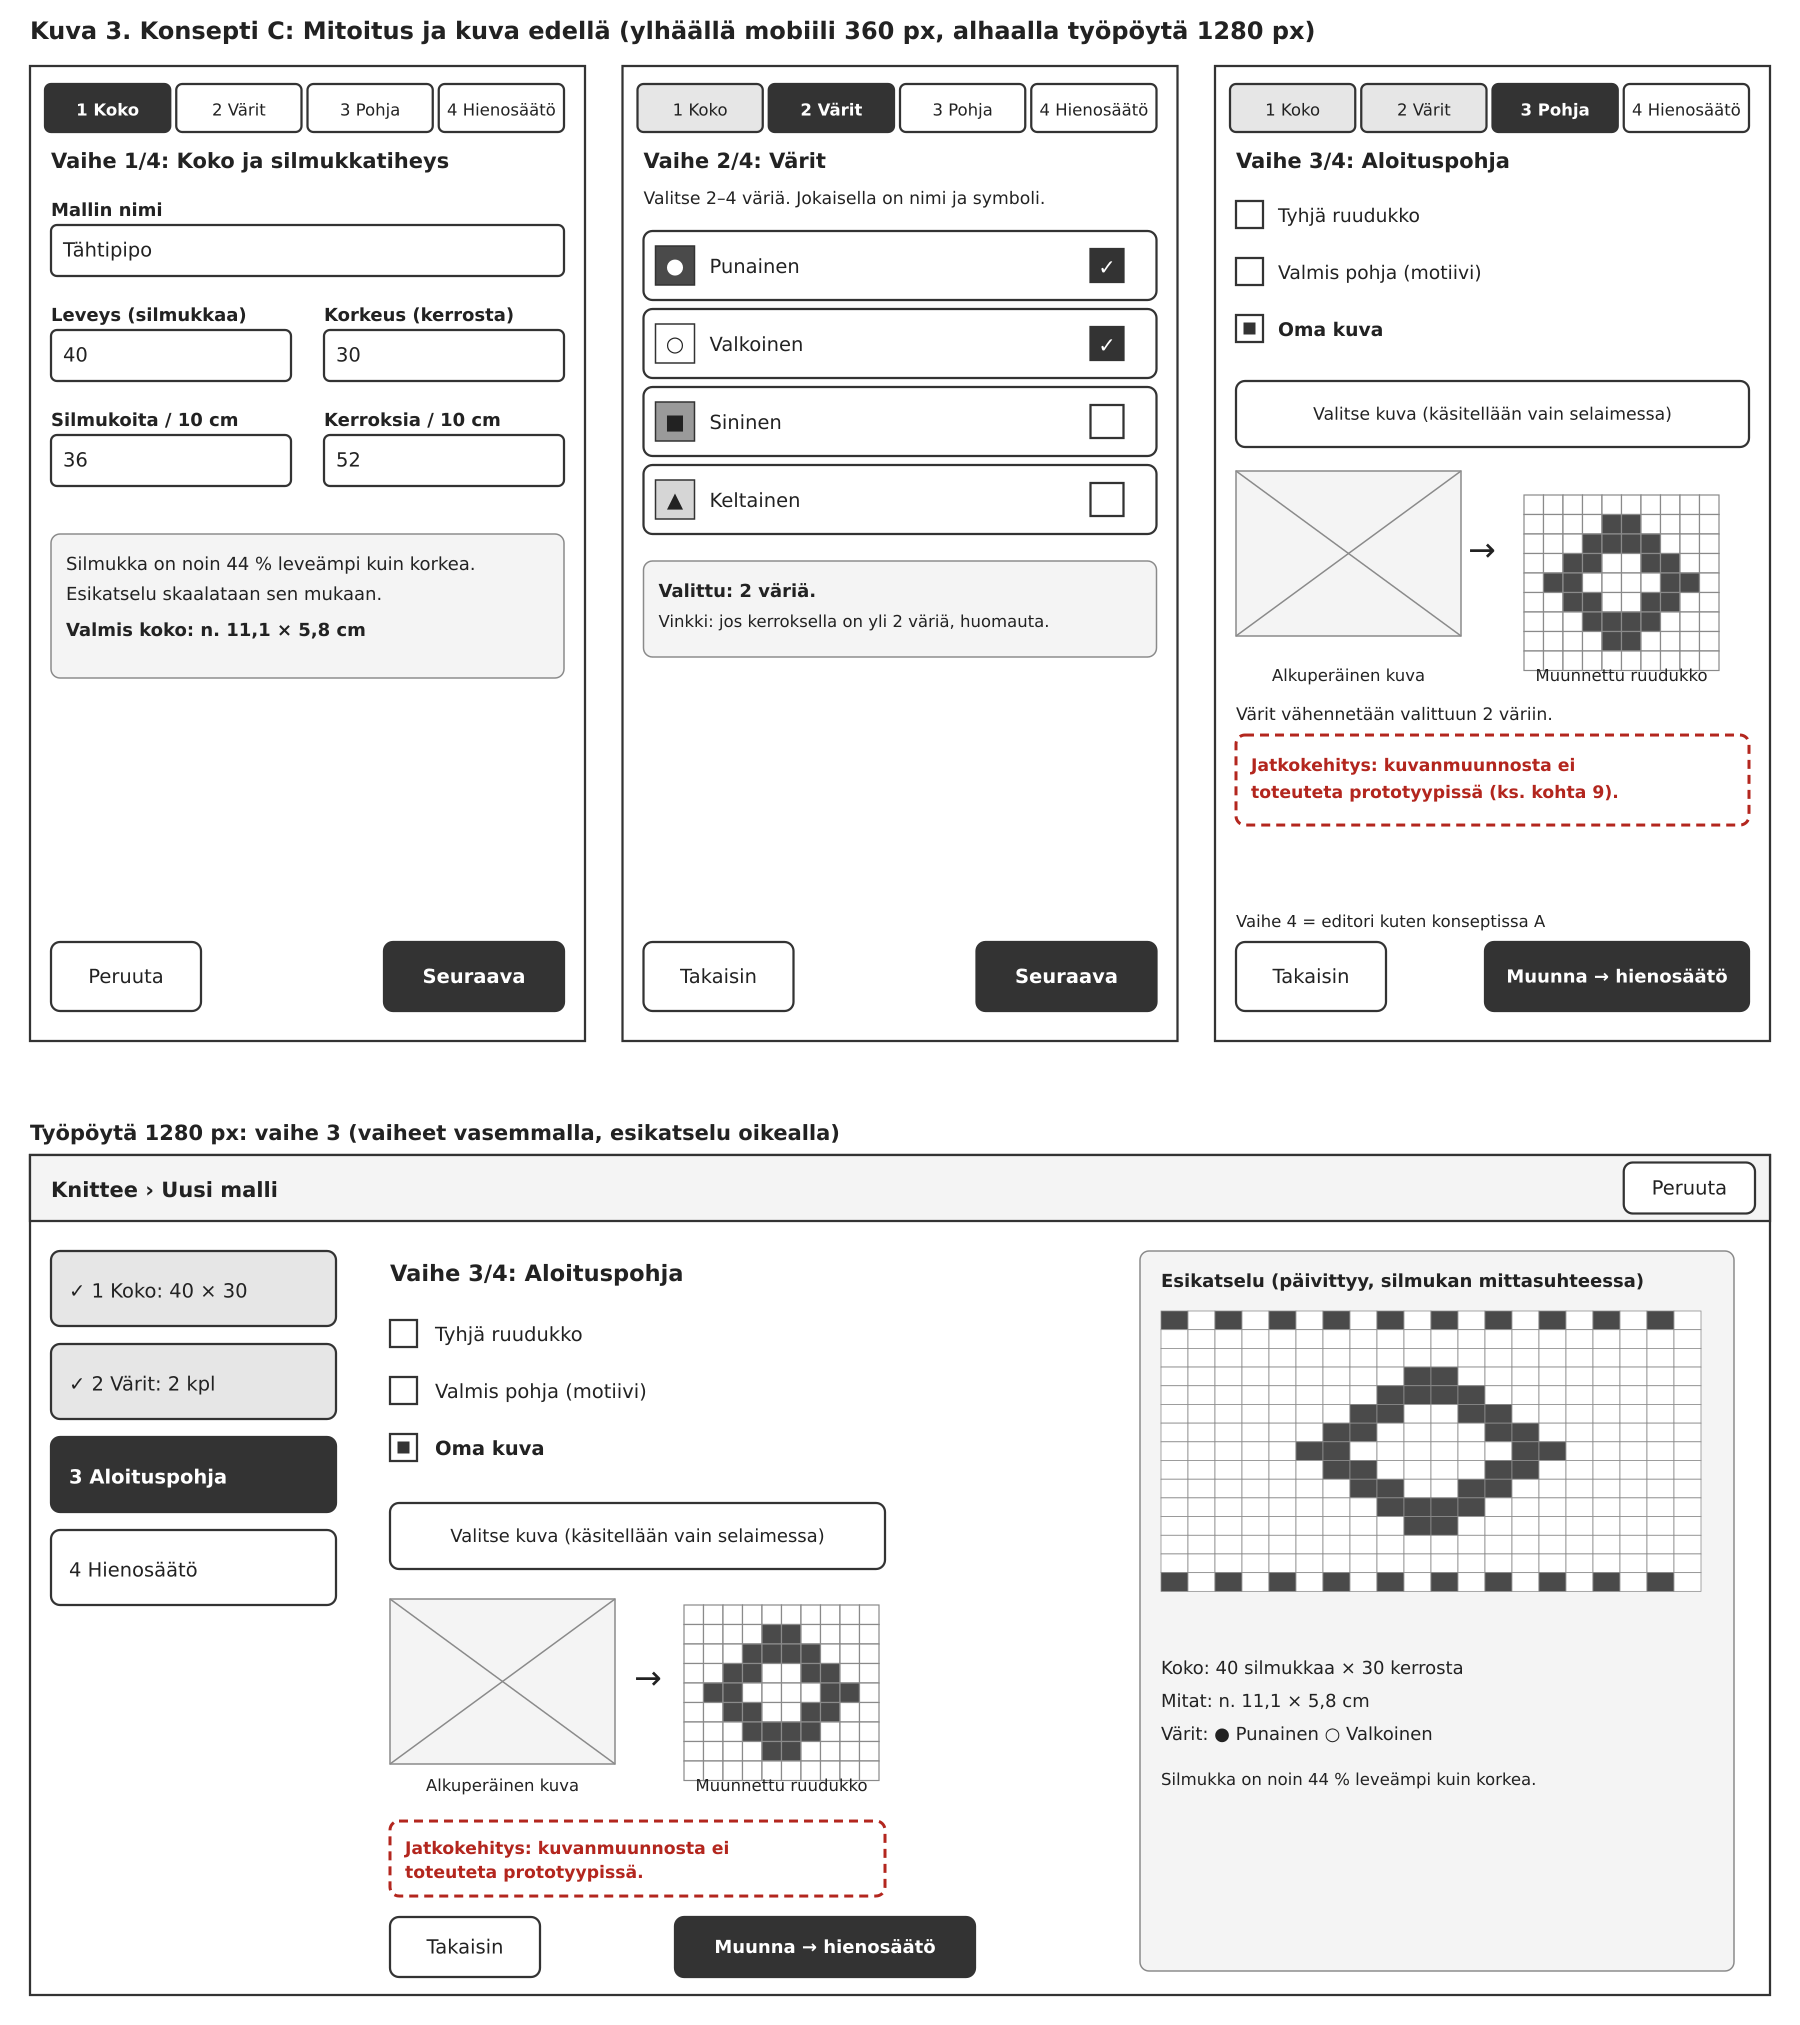 Kuva 3. Konsepti C: Mitoitus ja kuva edellä (ylhäällä mobiili 360 px, alhaalla työpöytä 1280 px)
1 Koko
2 Värit
3 Pohja
4 Hienosäätö
Vaihe 1/4: Koko ja silmukkatiheys
Mallin nimi
Tähtipipo
Leveys (silmukkaa)
Korkeus (kerrosta)
40
30
Silmukoita / 10 cm
Kerroksia / 10 cm
36
52
Silmukka on noin 44 % leveämpi kuin korkea.
Esikatselu skaalataan sen mukaan.
Valmis koko: n. 11,1 × 5,8 cm
Peruuta
Seuraava
1 Koko
2 Värit
3 Pohja
4 Hienosäätö
Vaihe 2/4: Värit
Valitse 2–4 väriä. Jokaisella on nimi ja symboli.
● Punainen ✓
○ Valkoinen ✓
■ Sininen
▲ Keltainen
Valittu: 2 väriä.
Vinkki: jos kerroksella on yli 2 väriä, huomauta.
Takaisin
Seuraava
1 Koko
2 Värit
3 Pohja
4 Hienosäätö
Vaihe 3/4: Aloituspohja
Tyhjä ruudukko
Valmis pohja (motiivi)
Oma kuva
Valitse kuva (käsitellään vain selaimessa)
→
Alkuperäinen kuva
Muunnettu ruudukko
Värit vähennetään valittuun 2 väriin.
Jatkokehitys: kuvanmuunnosta ei
toteuteta prototyypissä (ks. kohta 9).
Vaihe 4 = editori kuten konseptissa A
Takaisin
Muunna → hienosäätö
Työpöytä 1280 px: vaihe 3 (vaiheet vasemmalla, esikatselu oikealla)
Knittee › Uusi malli
Peruuta
✓ 1 Koko: 40 × 30
✓ 2 Värit: 2 kpl
3 Aloituspohja
4 Hienosäätö
Vaihe 3/4: Aloituspohja
Tyhjä ruudukko
Valmis pohja (motiivi)
Oma kuva
Valitse kuva (käsitellään vain selaimessa)
→
Alkuperäinen kuva
Muunnettu ruudukko
Jatkokehitys: kuvanmuunnosta ei
toteuteta prototyypissä.
Takaisin
Muunna → hienosäätö
Esikatselu (päivittyy, silmukan mittasuhteessa)
Koko: 40 silmukkaa × 30 kerrosta
Mitat: n. 11,1 × 5,8 cm
Värit: ● Punainen ○ Valkoinen
Silmukka on noin 44 % leveämpi kuin korkea.